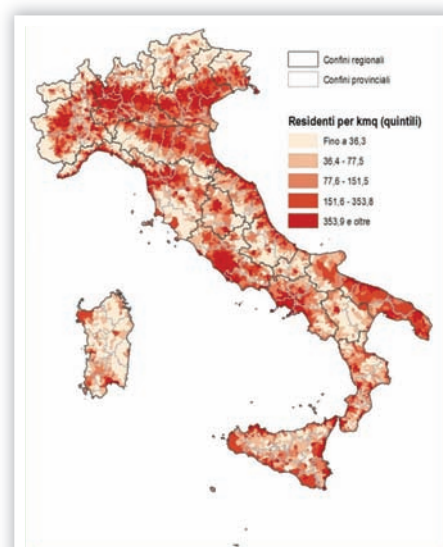 Confini regionali
Confini provinciali
Residenti per kmq (quintili)
Fino a 36,3
36,4 - 77,5
77,6 - 151,5
151,6 - 353,8
353,9 e oltre